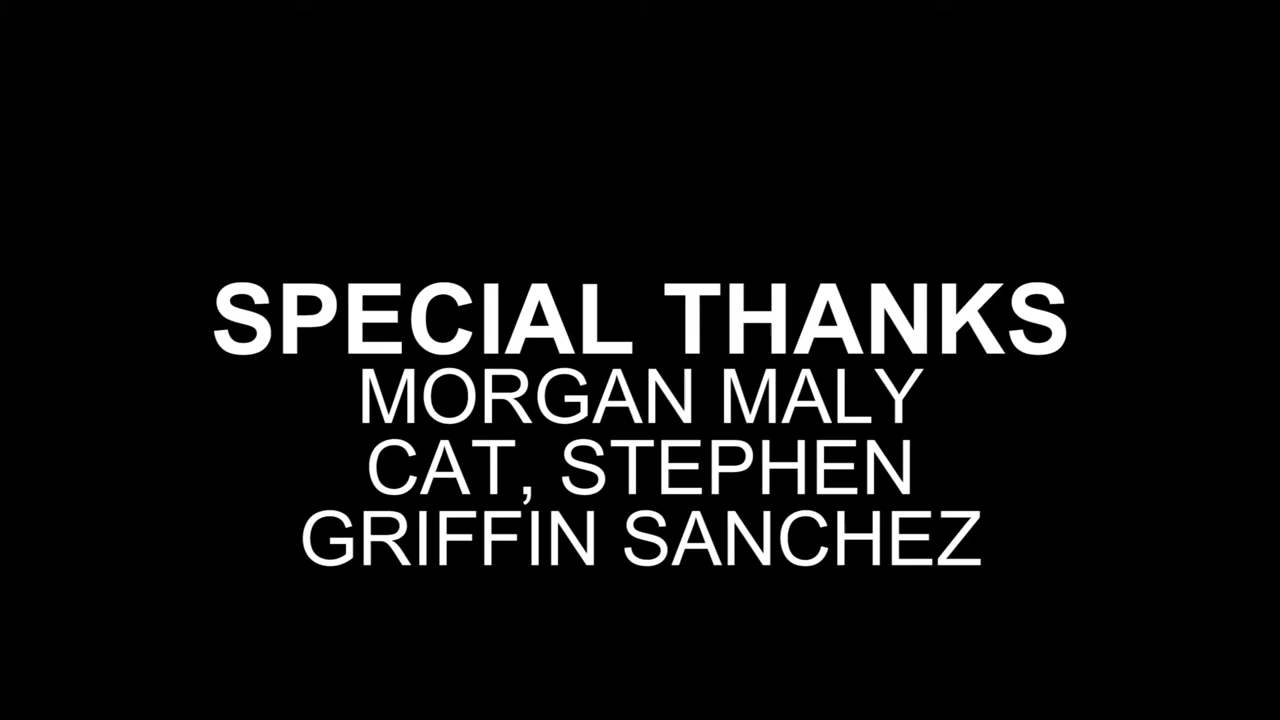 SPECIAL THANKS
MORGAN MALY
CAT, STEPHEN
GRIFFIN SANCHEZ